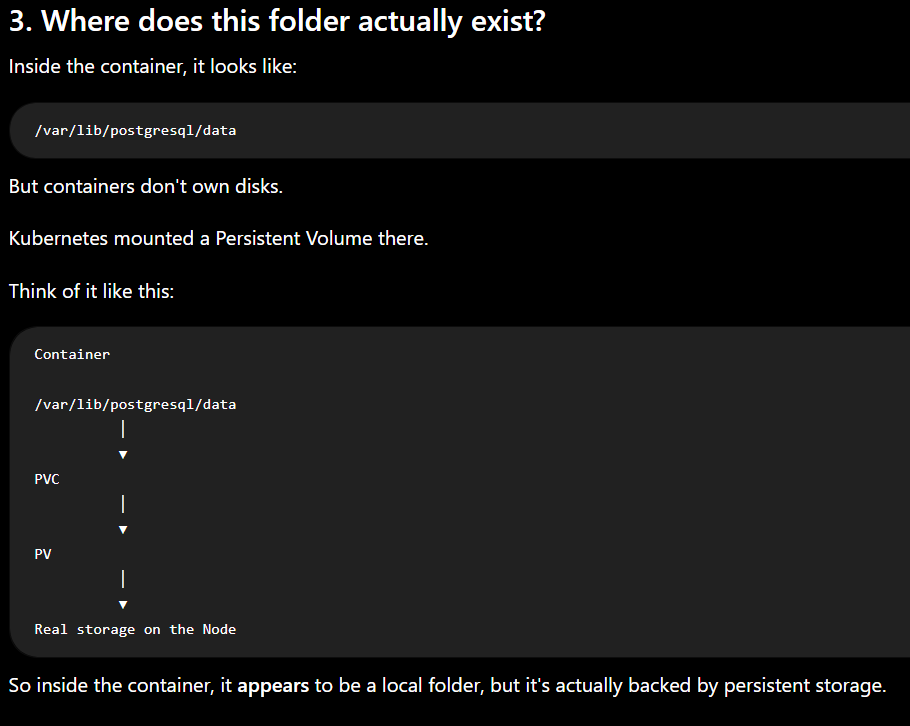 3. Where does this folder actually exist?
Inside the container, it looks like:
/var/lib/postgresql/data
But containers don't own disks.
Kubernetes mounted a Persistent Volume there.
Think of it like this:
Container
/var/lib/postgresql/data
│
▼
PVC
│
▼
PV
│
▼
Real storage on the Node
So inside the container, it appears to be a local folder, but it's actually backed by persistent storage.